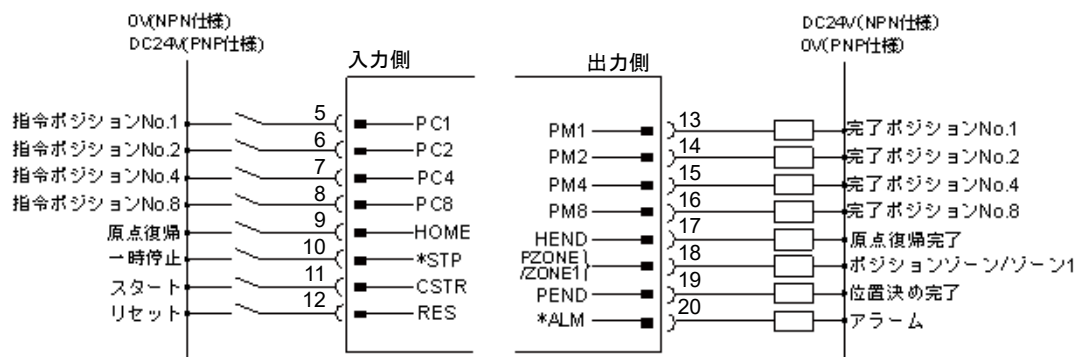 0V(NPN仕様)
DC24V(PNP仕様)
入力側
指令ポジションNo.1 5 PC1
指令ポジションNo.2 6 PC2
指令ポジションNo.4 7 PC4
指令ポジションNo.8 8 PC8
原点復帰 9 HOME
一時停止 10 *STP
スタート 11 CSTR
リセット 12 RES
DC24V(NPN仕様)
0V(PNP仕様)
出力側
PM1 13 完了ポジションNo.1
PM2 14 完了ポジションNo.2
PM4 15 完了ポジションNo.4
PM8 16 完了ポジションNo.8
HEND 17 原点復帰完了
PZONE1
/ZONE1 18 ポジションゾーン/ゾーン1
PEND 19 位置決め完了
*ALM 20 アラーム